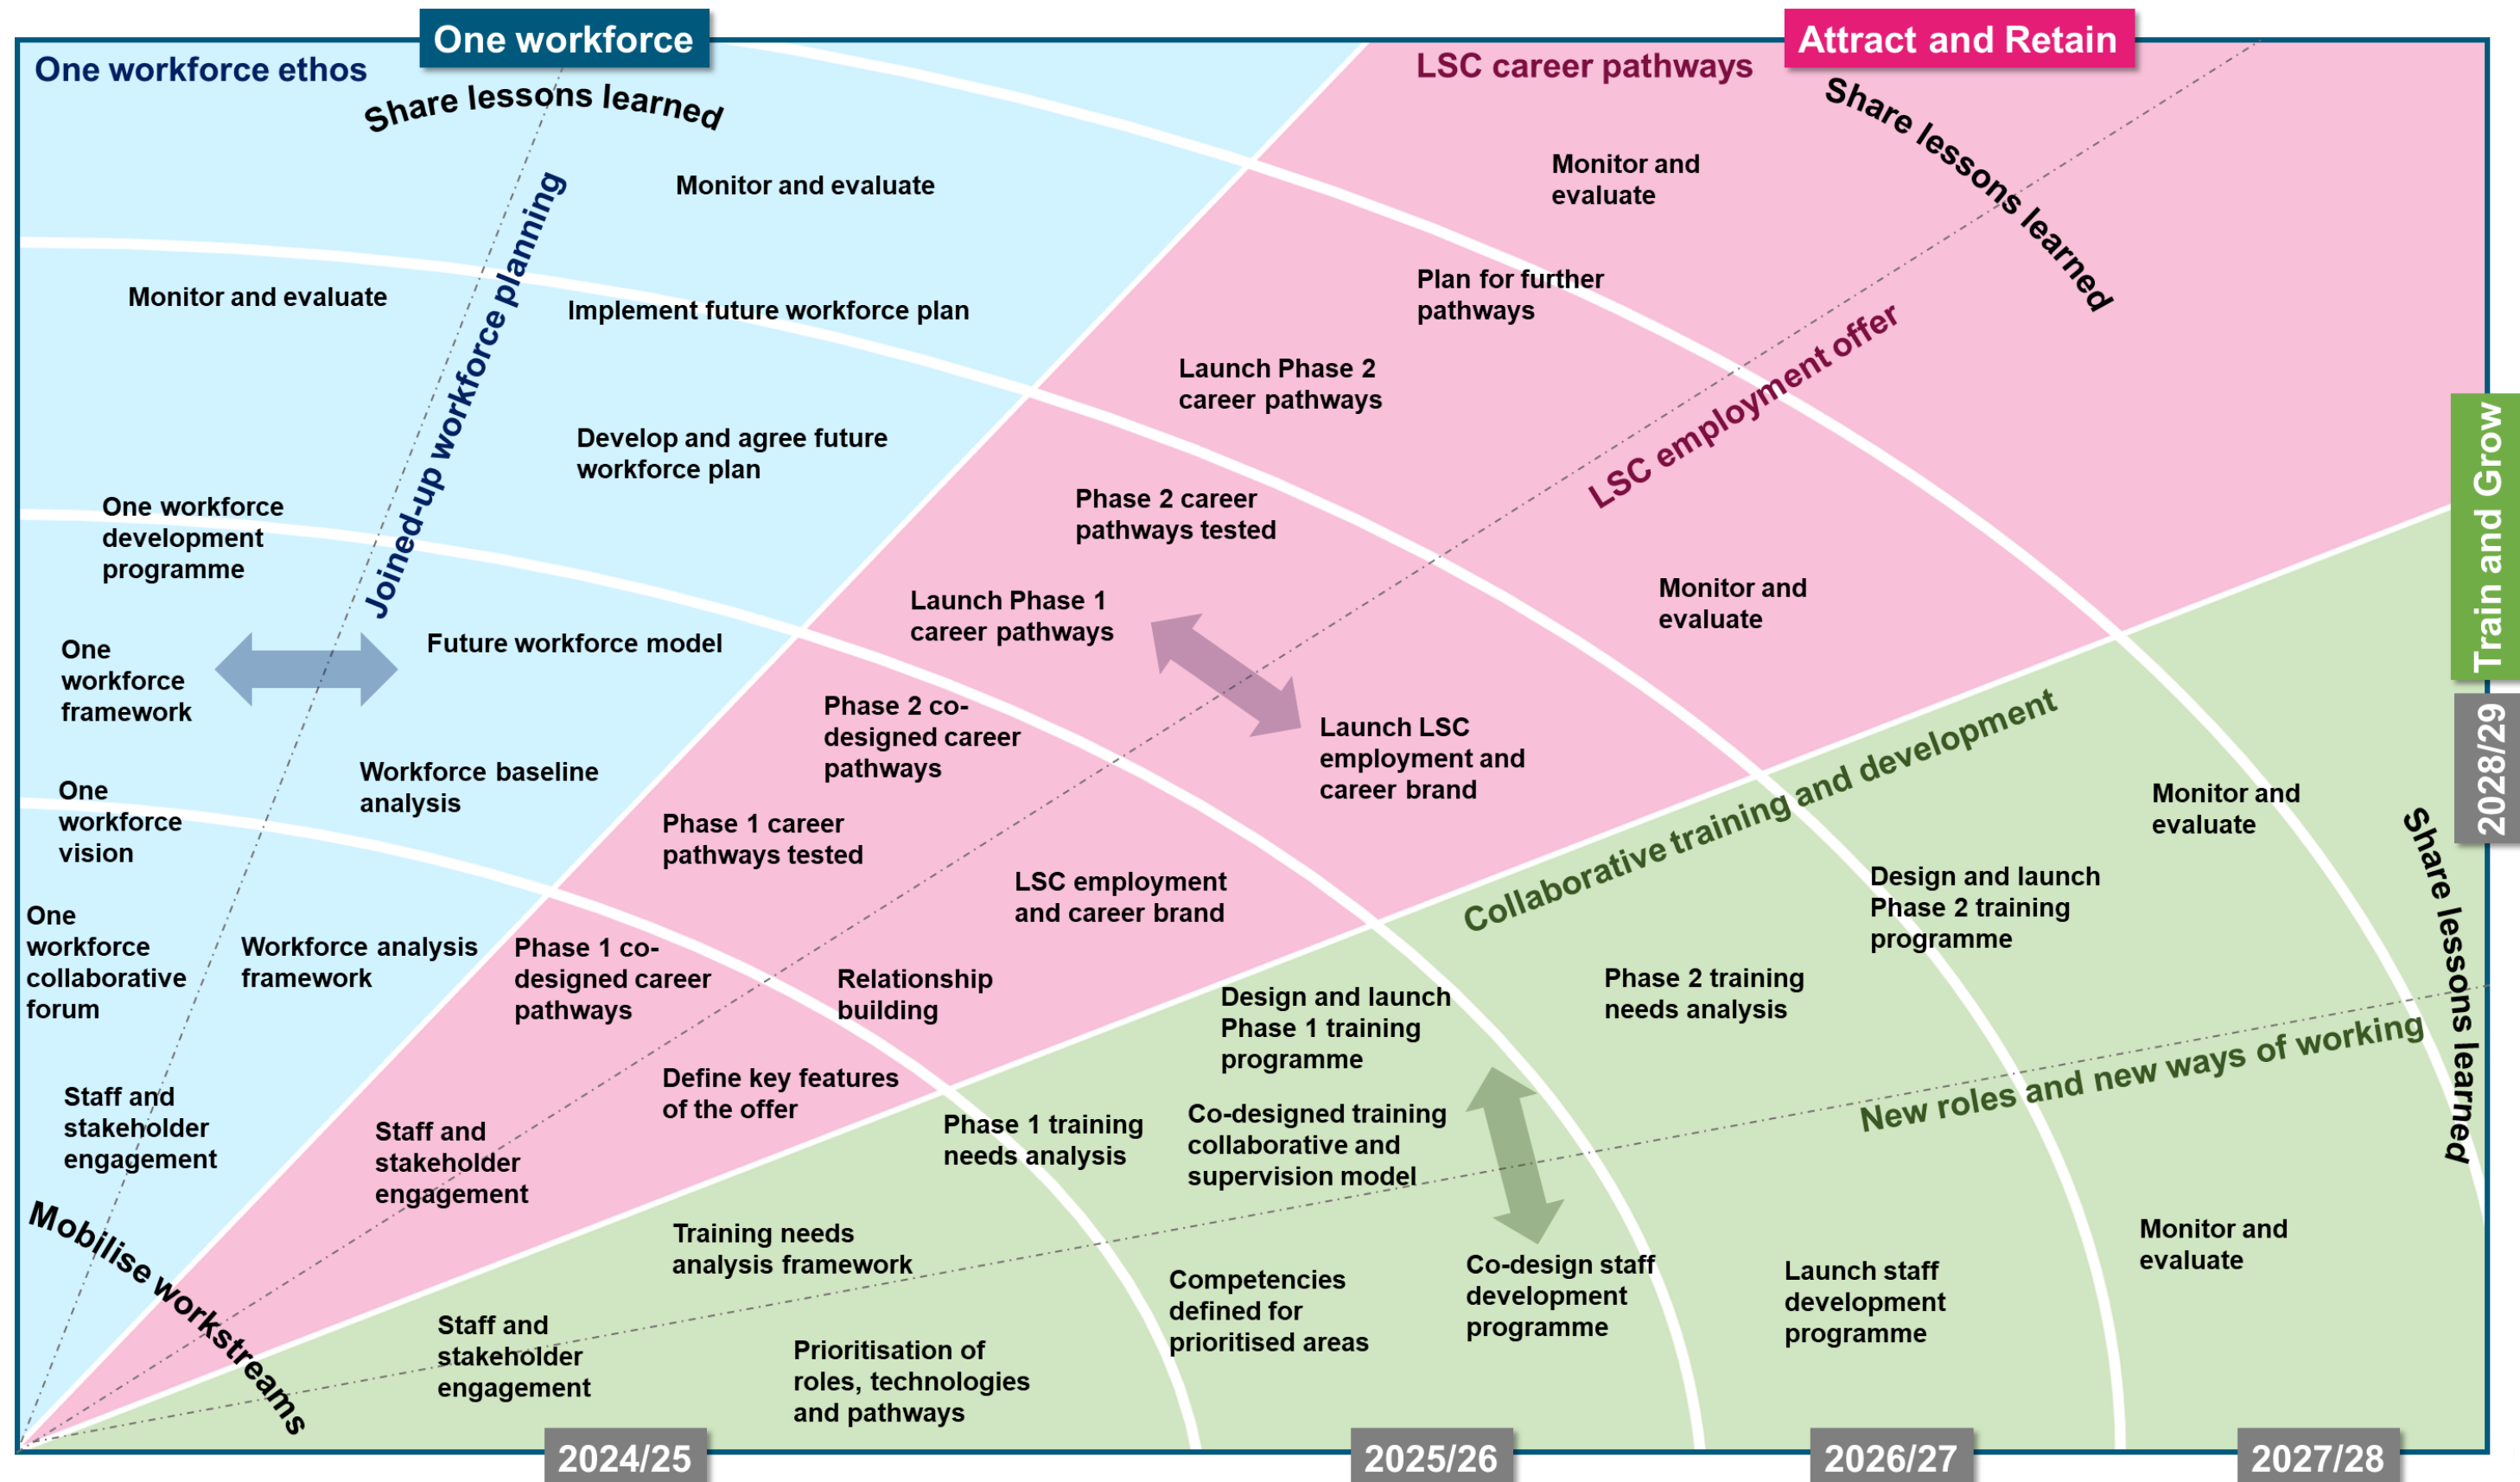 One workforce
Attract and Retain
One workforce ethos
LSC career pathways
Share lessons learned
Share lessons learned
Monitor and
evaluate
Monitor and evaluate
Joined-up workforce planning
Monitor and evaluate
Implement future workforce plan
Plan for further
pathways
LSC employment offer
Launch Phase 2
career pathways
Train and Grow
Develop and agree future
workforce plan
One workforce
development
programme
Phase 2 career
pathways tested
Monitor and
evaluate
Launch Phase 1
career pathways
One
workforce
framework
Future workforce model
Phase 2 co-
designed career
pathways
Launch LSC
employment and
career brand
Collaborative training and development
2028/29
Workforce baseline
analysis
One
workforce
vision
Monitor and
evaluate
Share lessons learned
Phase 1 career
pathways tested
LSC employment
and career brand
Design and launch
Phase 2 training
programme
One
workforce
collaborative
forum
Workforce analysis
framework
Phase 1 co-
designed career
pathways
Relationship
building
Design and launch
Phase 1 training
programme
Phase 2 training
needs analysis
New roles and new ways of working
Staff and
stakeholder
engagement
Staff and
stakeholder
engagement
Define key features
of the offer
Phase 1 training
needs analysis
Co-designed training
collaborative and
supervision model
Mobilise workstreams
Training needs
analysis framework
Competencies
defined for
prioritised areas
Co-design staff
development
programme
Launch staff
development
programme
Monitor and
evaluate
Staff and
stakeholder
engagement
Prioritisation of
roles, technologies
and pathways
2024/25
2025/26
2026/27
2027/28